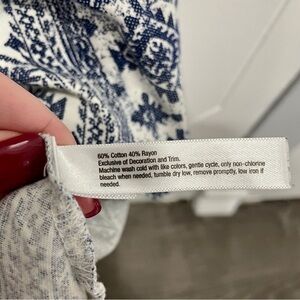 60% Cotton 40% Rayon
Exclusive of Decoration and Trim.
Machine wash cold with like colors, gentle cycle, only non-chlorine
bleach when needed, tumble dry low, remove promptly, low iron if
needed.